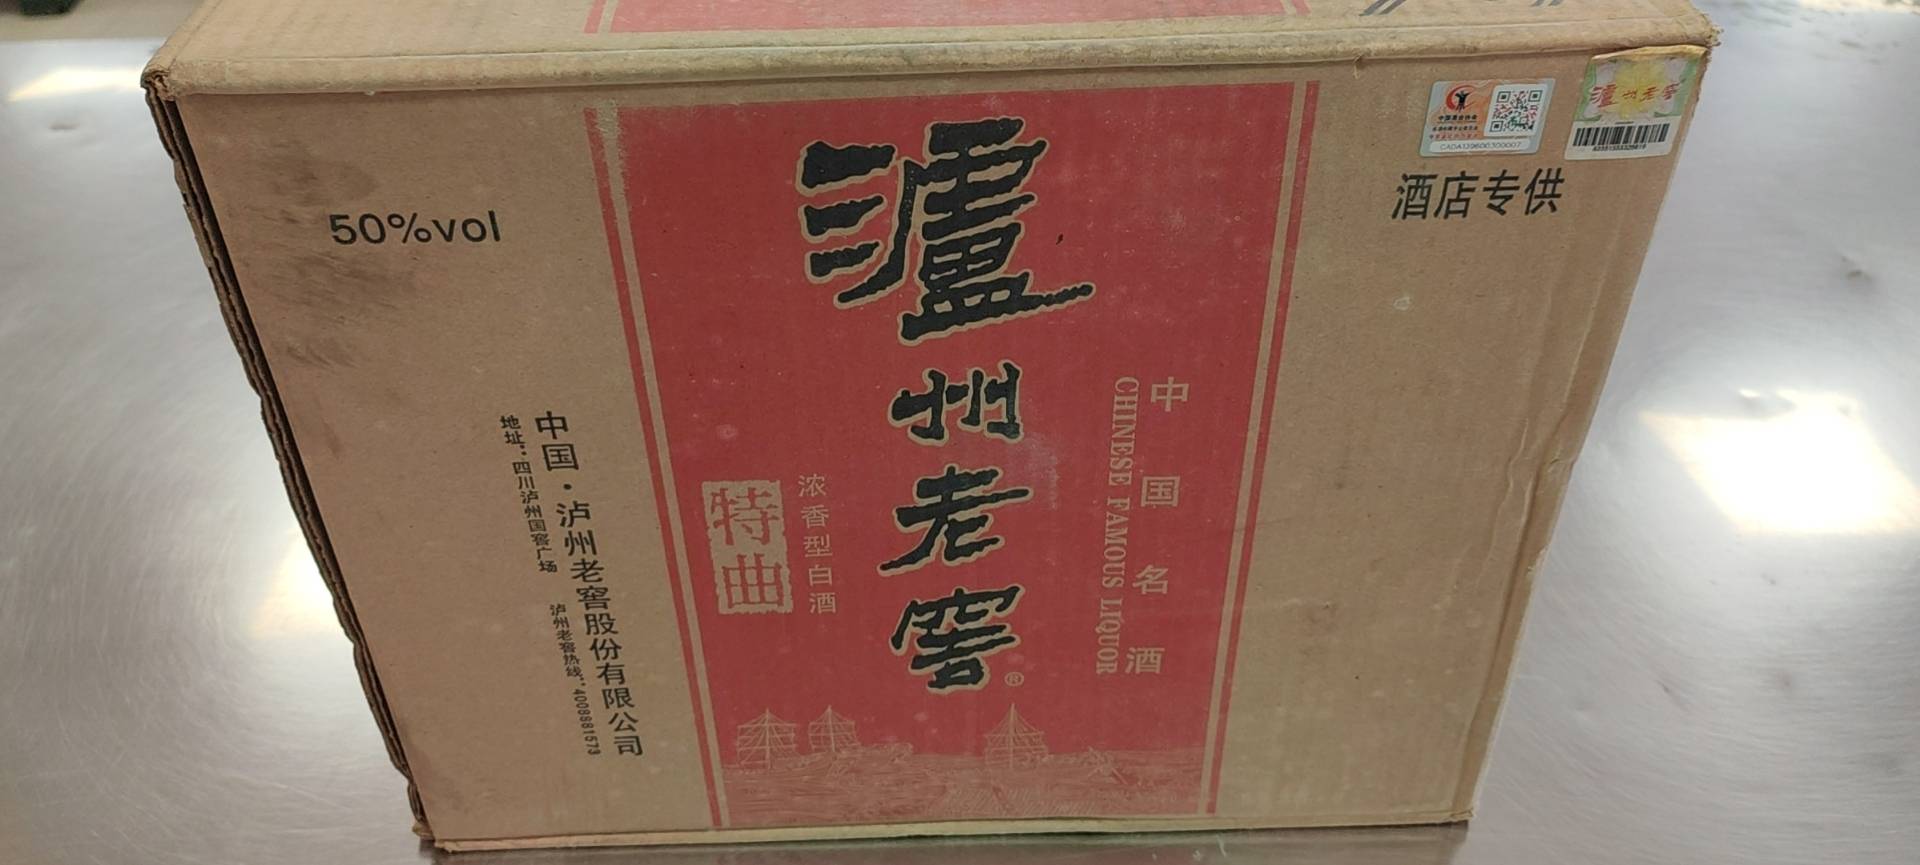 50%vol
泸州老窖
®
中国名酒
CHINESE FAMOUS LIQUOR
浓香型白酒
特曲
中国·泸州老窖股份有限公司
地址：四川泸州国窖广场
泸州老窖热线：4008881573
酒店专供
泸州老窖